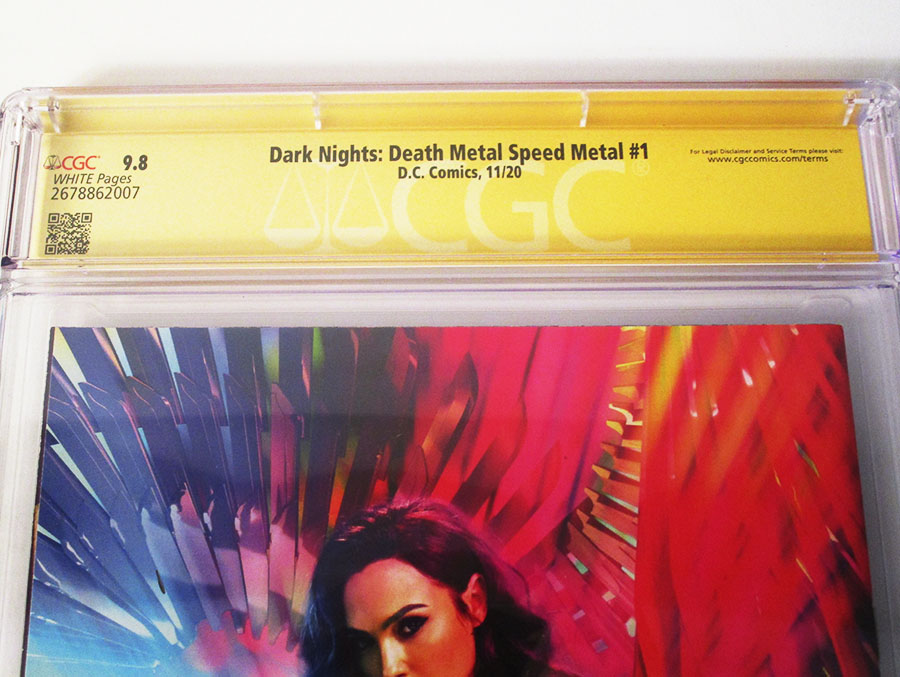 CGC® 9.8
WHITE Pages
2678862007
Dark Nights: Death Metal Speed Metal #1
D.C. Comics, 11/20
For Legal Disclaimer and Service Terms please visit:
www.cgccomics.com/terms
CGC®